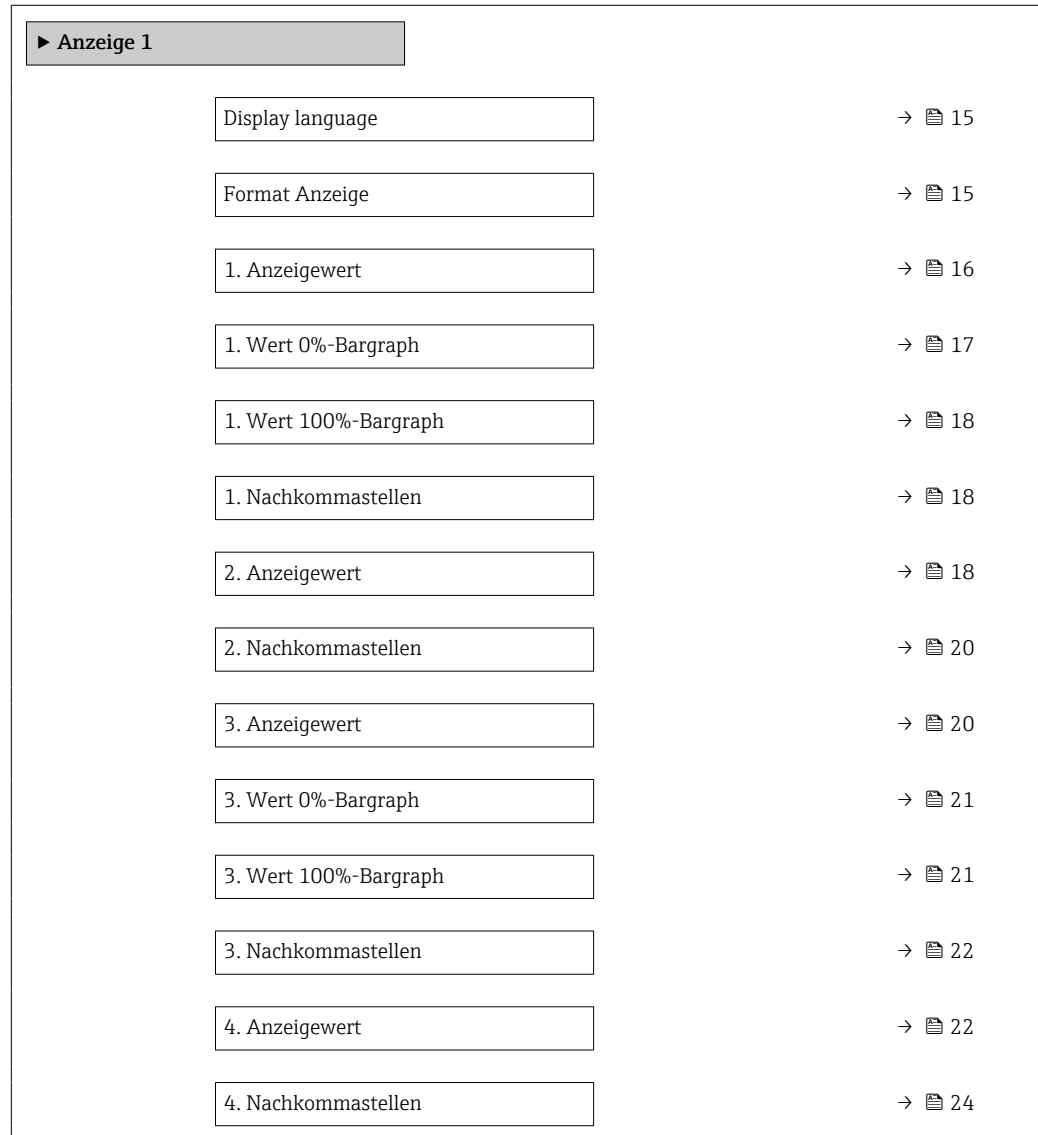 ▶ Anzeige 1
Display language → 15
Format Anzeige → 15
1. Anzeigewert → 16
1. Wert 0%-Bargraph → 17
1. Wert 100%-Bargraph → 18
1. Nachkommastellen → 18
2. Anzeigewert → 18
2. Nachkommastellen → 20
3. Anzeigewert → 20
3. Wert 0%-Bargraph → 21
3. Wert 100%-Bargraph → 21
3. Nachkommastellen → 22
4. Anzeigewert → 22
4. Nachkommastellen → 24